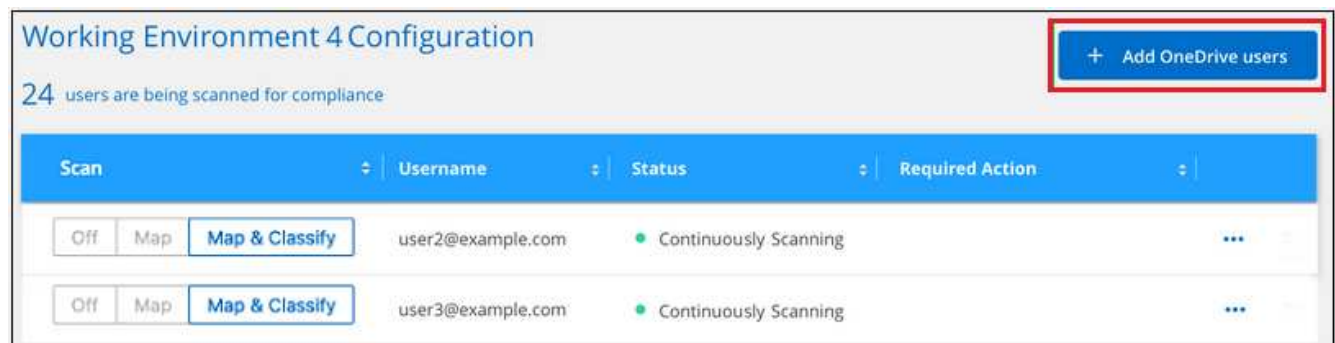 Working Environment 4 Configuration
+ Add OneDrive users
24 users are being scanned for compliance
Scan Username Status Required Action
Off Map Map & Classify user2@example.com Continuously Scanning ...
Off Map Map & Classify user3@example.com Continuously Scanning ...